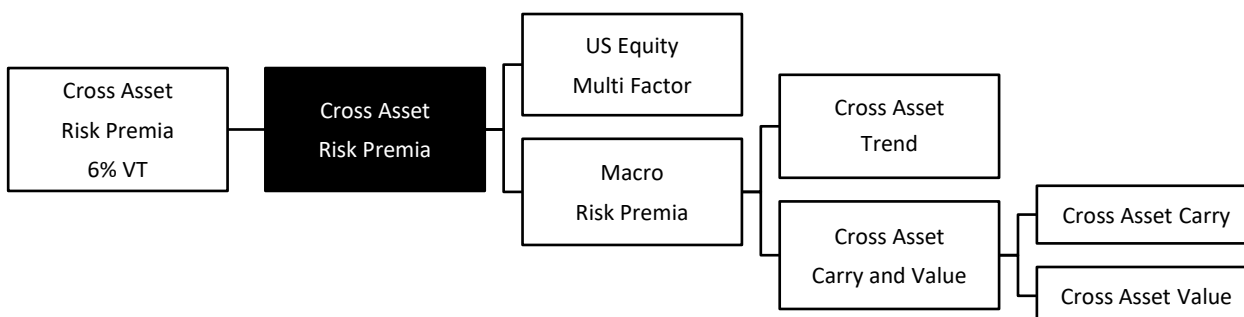 Cross Asset
Risk Premia
6% VT
Cross Asset
Risk Premia
US Equity
Multi Factor
Macro
Risk Premia
Cross Asset
Trend
Cross Asset
Carry and Value
Cross Asset Carry
Cross Asset Value